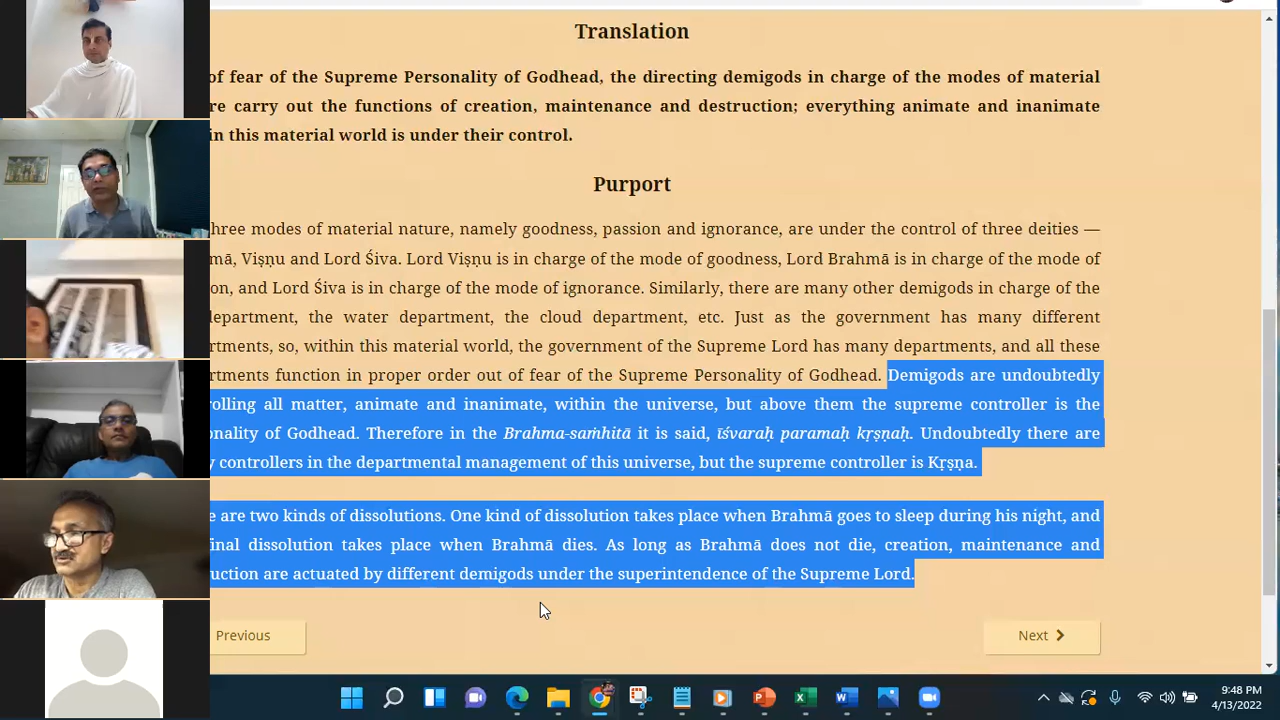 Translation
of fear of the Supreme Personality of Godhead, the directing demigods in charge of the modes of material
re carry out the functions of creation, maintenance and destruction; everything animate and inanimate
in this material world is under their control.
Purport
hree modes of material nature, namely goodness, passion and ignorance, are under the control of three deities —
mā, Viṣṇu and Lord Śiva. Lord Viṣṇu is in charge of the mode of goodness, Lord Brahmā is in charge of the mode of
on, and Lord Śiva is in charge of the mode of ignorance. Similarly, there are many other demigods in charge of the
epartment, the water department, the cloud department, etc. Just as the government has many different
rtments, so, within this material world, the government of the Supreme Lord has many departments, and all these
rtments function in proper order out of fear of the Supreme Personality of Godhead. Demigods are undoubtedly
rolling all matter, animate and inanimate, within the universe, but above them the supreme controller is the
onality of Godhead. Therefore in the Brahma-saṁhitā it is said, īśvaraḥ paramaḥ kṛṣṇaḥ. Undoubtedly there are
y controllers in the departmental management of this universe, but the supreme controller is Kṛṣṇa.
e are two kinds of dissolutions. One kind of dissolution takes place when Brahmā goes to sleep during his night, and
final dissolution takes place when Brahmā dies. As long as Brahmā does not die, creation, maintenance and
ruction are actuated by different demigods under the superintendence of the Supreme Lord.
Previous
Next
9:48 PM
4/13/2022